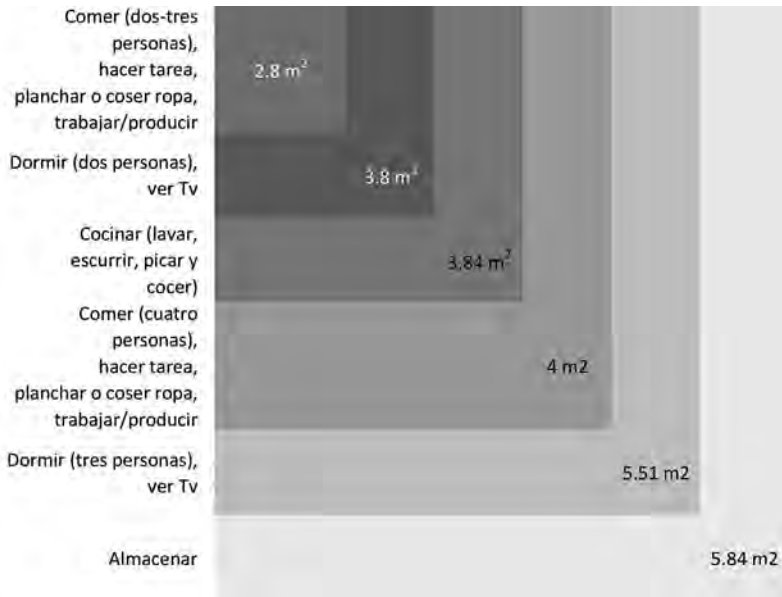 Comer (dos-tres
personas),
hacer tarea,
planchar o coser ropa,
trabajar/producir
2.8 m²
Dormir (dos personas),
ver Tv
3.8 m²
Cocinar (lavar,
escurrir, picar y
cocer)
3.84 m²
Comer (cuatro
personas),
hacer tarea,
planchar o coser ropa,
trabajar/producir
4 m2
Dormir (tres personas),
ver Tv
5.51 m2
Almacenar
5.84 m2